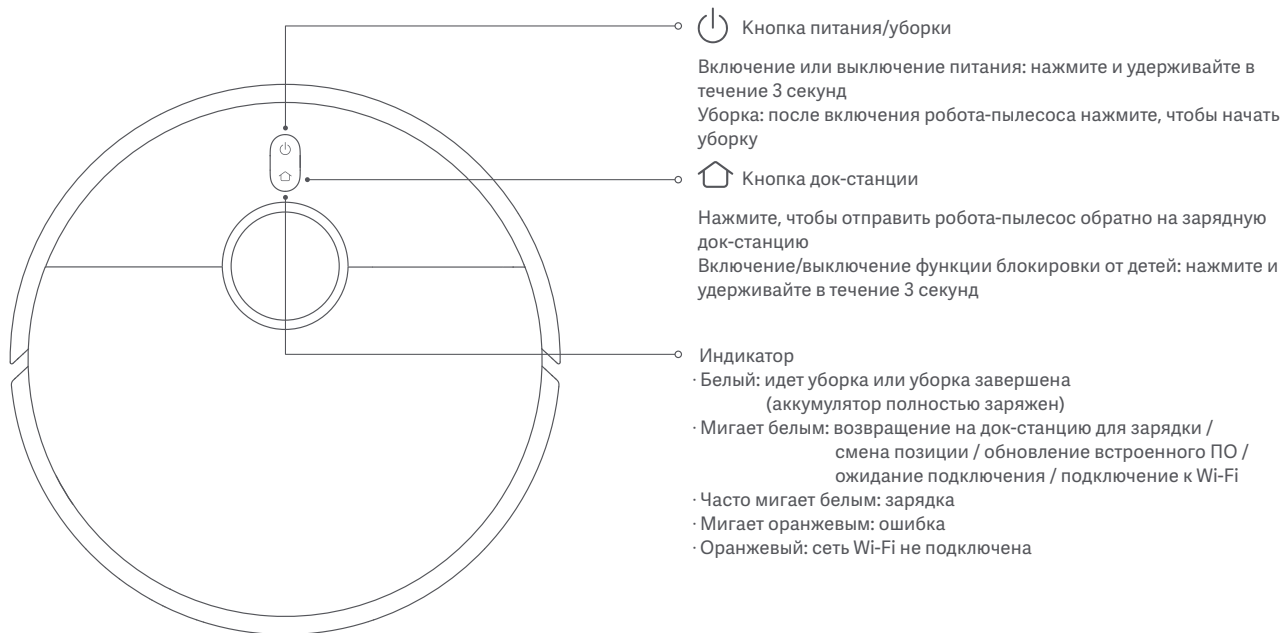 Кнопка питания/уборки
Включение или выключение питания: нажмите и удерживайте в
течение 3 секунд
Уборка: после включения робота-пылесоса нажмите, чтобы начать
уборку
Кнопка док-станции
Нажмите, чтобы отправить робота-пылесос обратно на зарядную
док-станцию
Включение/выключение функции блокировки от детей: нажмите и
удерживайте в течение 3 секунд
Индикатор
· Белый: идет уборка или уборка завершена
(аккумулятор полностью заряжен)
· Мигает белым: возвращение на док-станцию для зарядки /
смена позиции / обновление встроенного ПО /
ожидание подключения / подключение к Wi-Fi
· Часто мигает белым: зарядка
· Мигает оранжевым: ошибка
· Оранжевый: сеть Wi-Fi не подключена